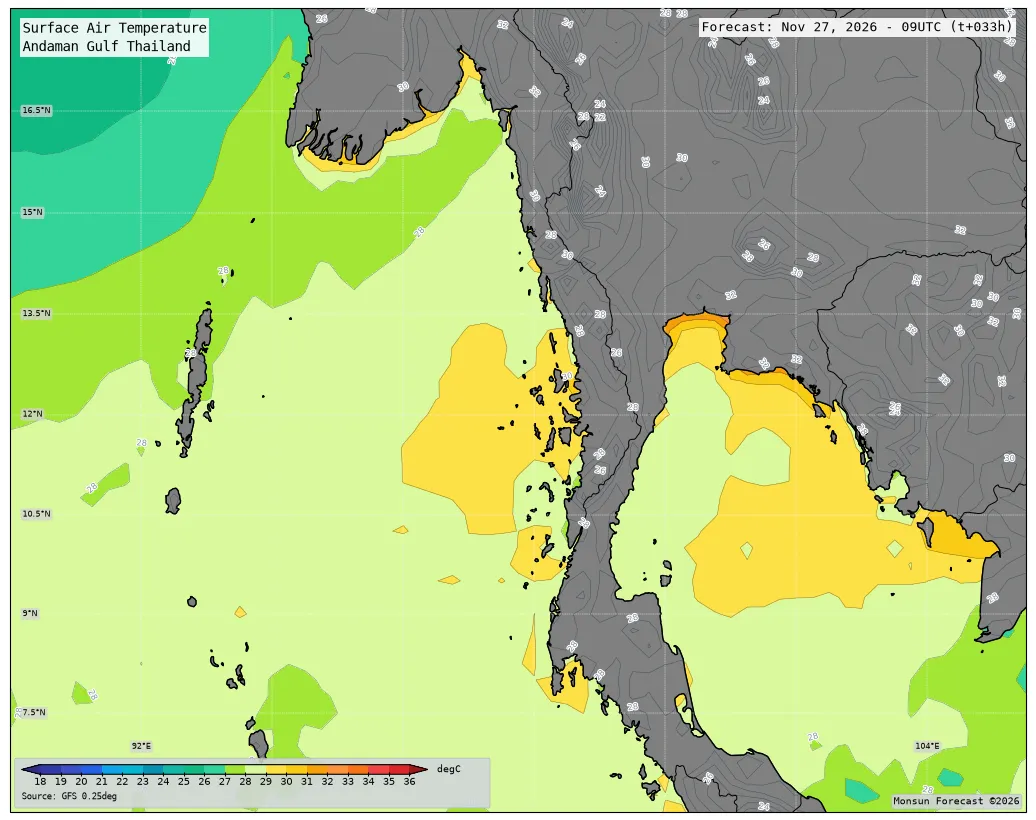 Surface Air Temperature
Andaman Gulf Thailand
Forecast: Nov 27, 2026 - 09UTC (t+033h)
16.5°N
15°N
13.5°N
12°N
10.5°N
9°N
7.5°N
92°E
104°E
18 19 20 21 22 23 24 25 26 27 28 29 30 31 32 33 34 35 36
degC
Source: GFS 0.25deg
Monsun Forecast ©2026